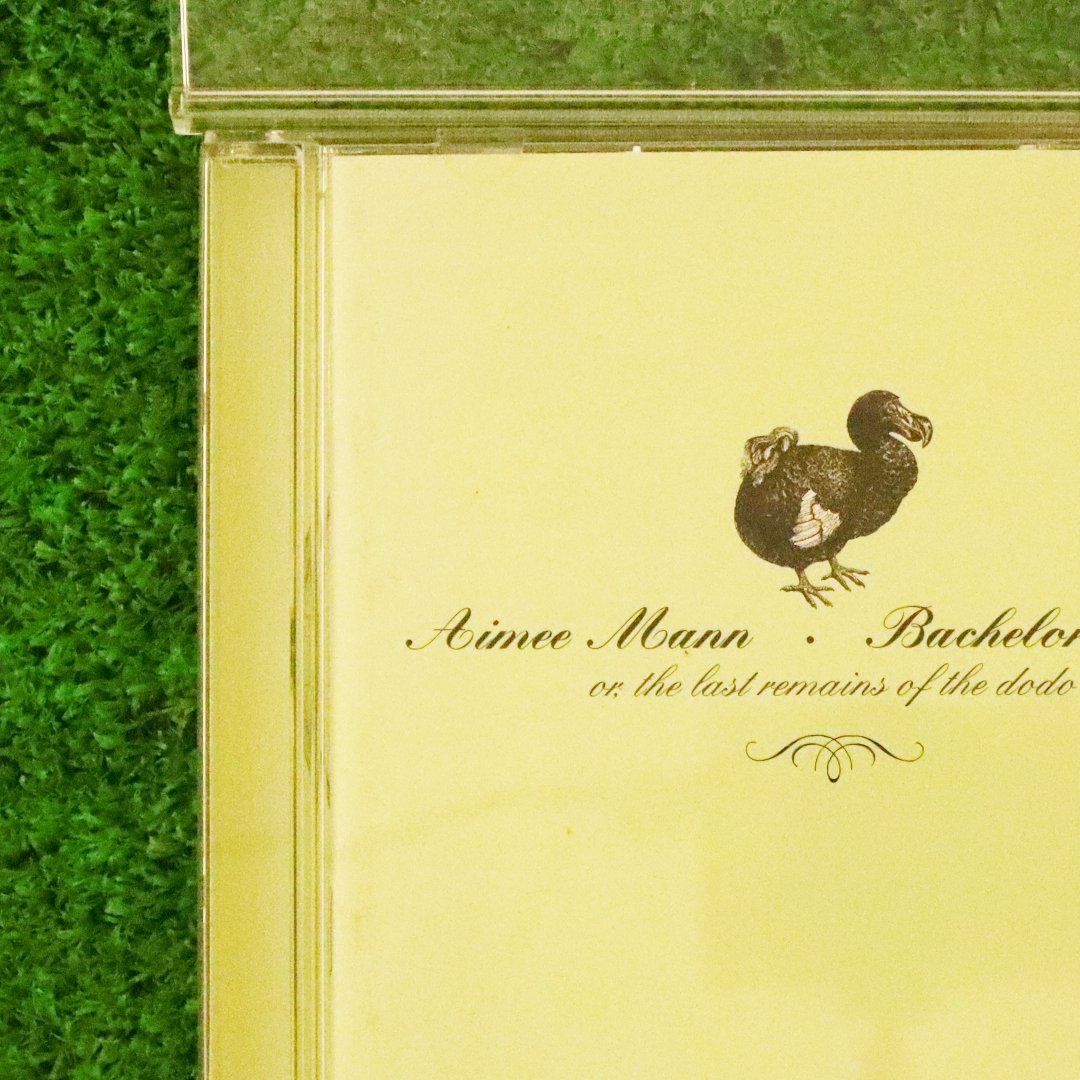 Aimee Mann • Bachelor
or, the last remains of the dodo